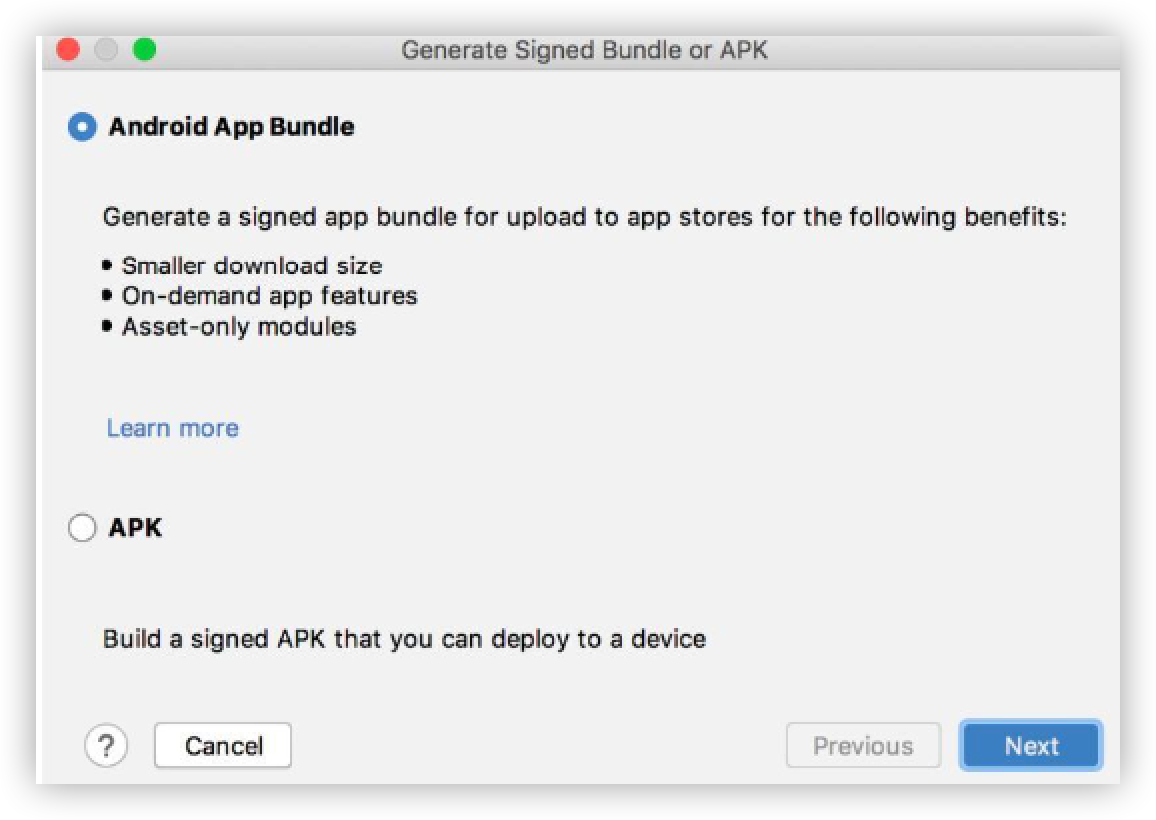 Generate Signed Bundle or APK
Android App Bundle
Generate a signed app bundle for upload to app stores for the following benefits:
• Smaller download size
• On-demand app features
• Asset-only modules
Learn more
APK
Build a signed APK that you can deploy to a device
? Cancel Previous Next